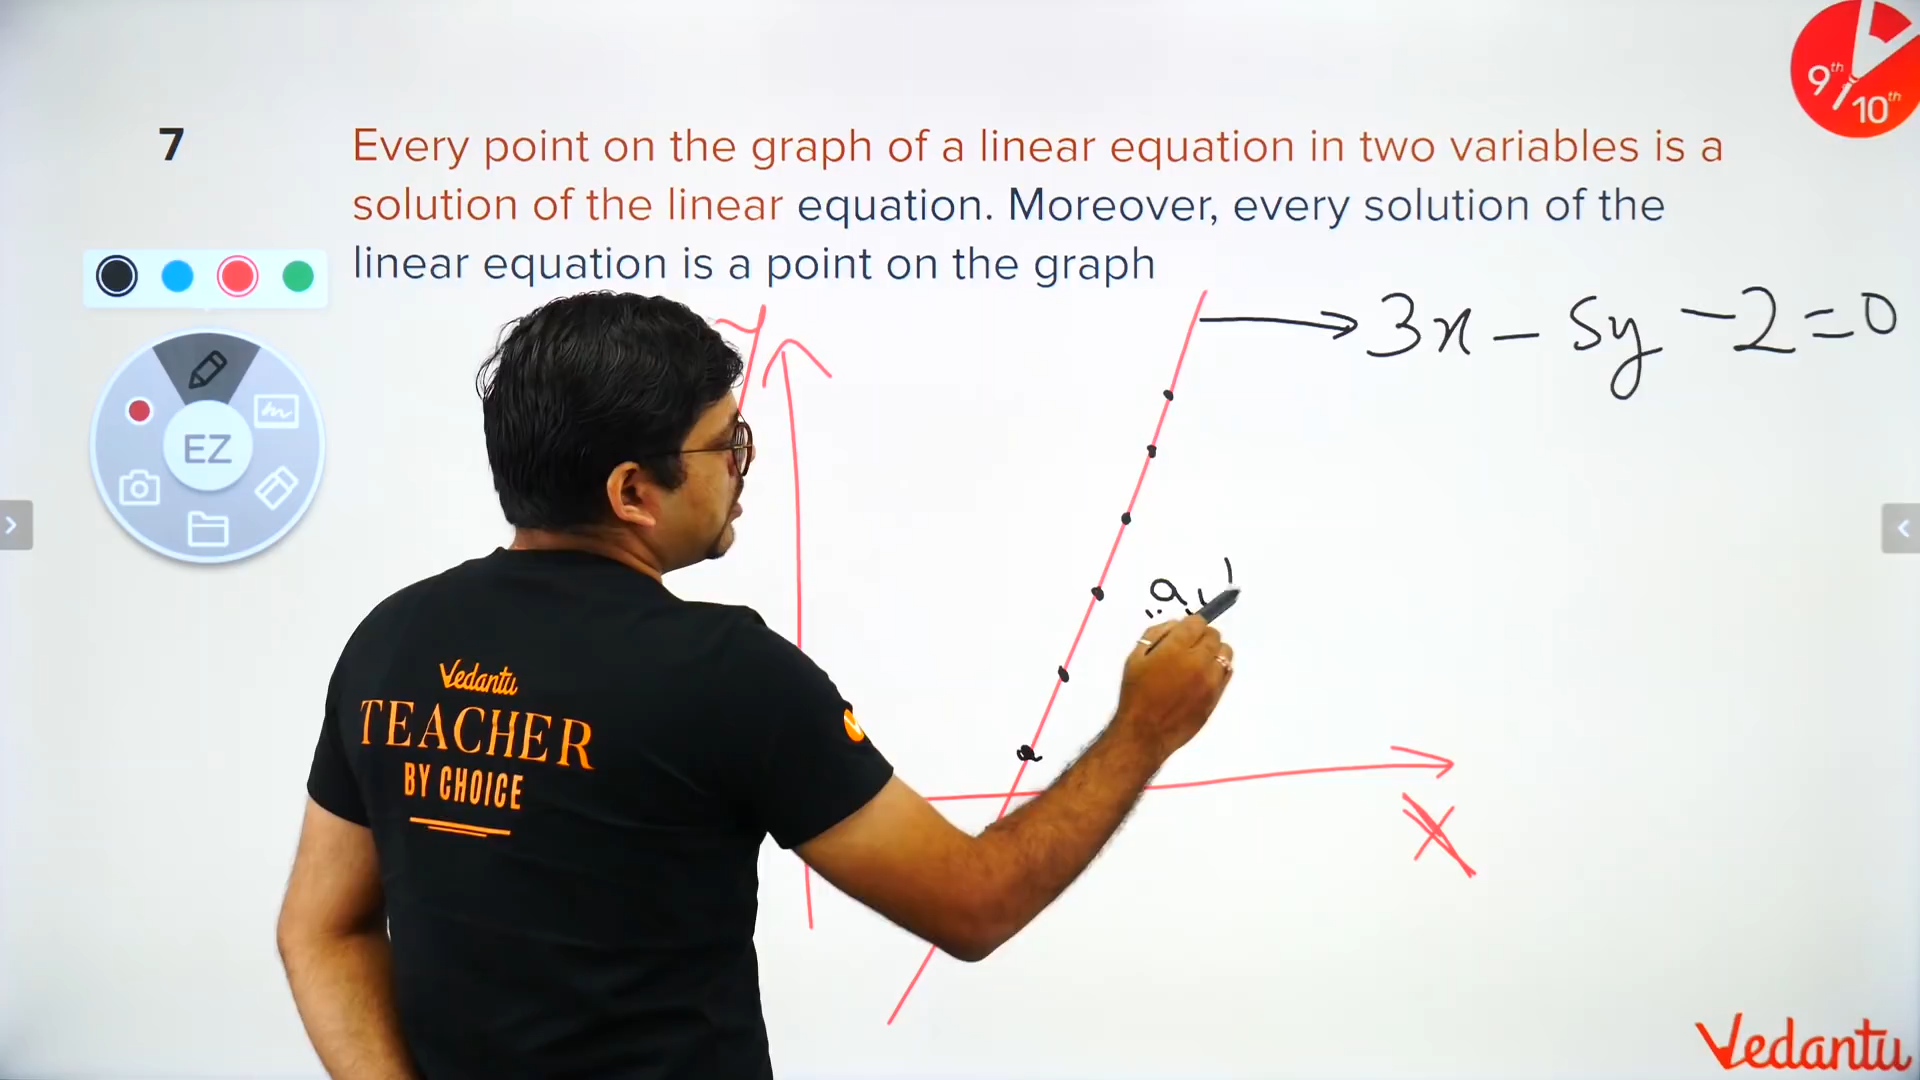 9th/10th
7
Every point on the graph of a linear equation in two variables is a
solution of the linear equation. Moreover, every solution of the
linear equation is a point on the graph
3x - 5y - 2 = 0
EZ
Vedantu
TEACHER
BY CHOICE
X
Vedantu